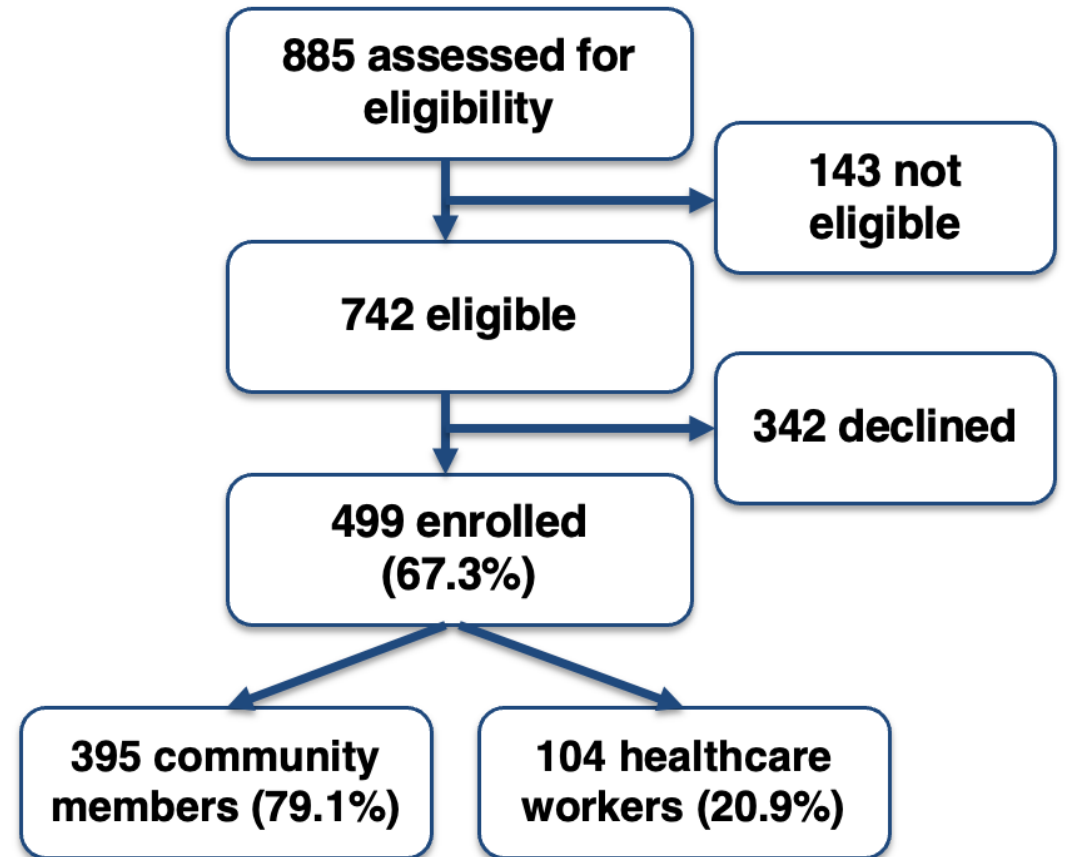 885 assessed for
eligibility
143 not
eligible
742 eligible
342 declined
499 enrolled
(67.3%)
395 community
members (79.1%)
104 healthcare
workers (20.9%)